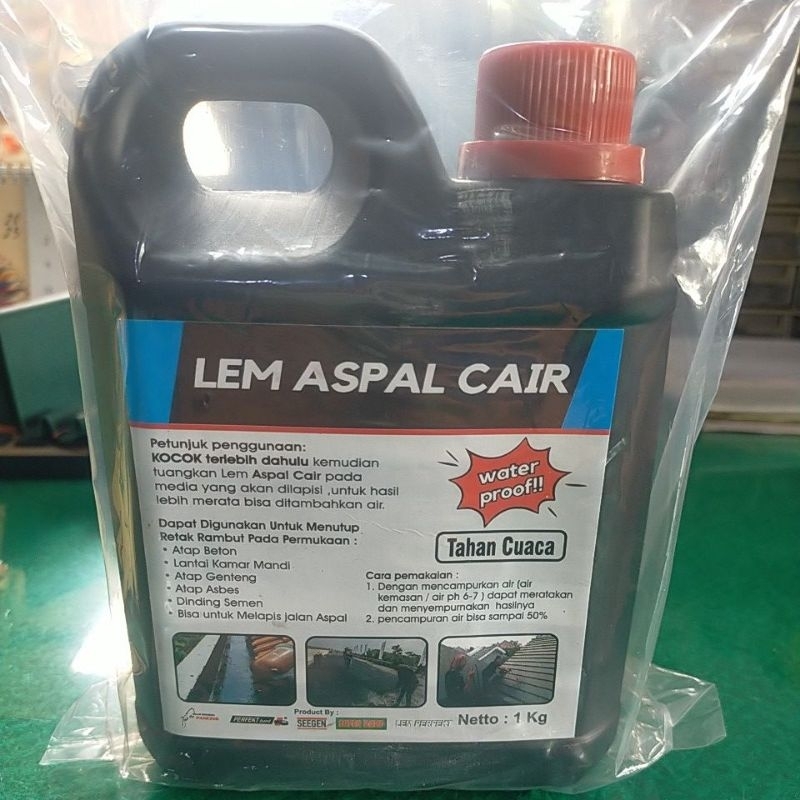 LEM ASPAL CAIR
Petunjuk penggunaan:
KOCOK terlebih dahulu kemudian
tuangkan Lem Aspal Cair pada
media yang akan dilapisi ,untuk hasil
lebih merata bisa ditambahkan air.
water
proof!!
Tahan Cuaca
Dapat Digunakan Untuk Menutup
Retak Rambut Pada Permukaan :
• Atap Beton
• Lantai Kamar Mandi
• Atap Genteng
• Atap Asbes
• Dinding Semen
• Bisa untuk Melapis jalan Aspal
Cara pemakaian :
1. Dengan mencampurkan air (air
kemasan / air ph 6-7 ) dapat meratakan
dan menyempurnakan hasilnya
2. pencampuran air bisa sampai 50%
Product By :
PERFEKT
SEEGEN
LEM PERFEKT
Netto : 1 Kg